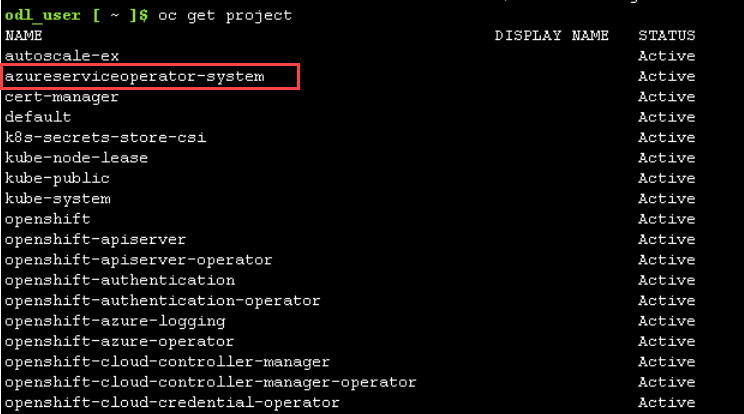 odl_user [ ~ ]$ oc get project
NAME DISPLAY NAME STATUS
autoscale-ex Active
azureserviceoperator-system Active
cert-manager Active
default Active
k8s-secrets-store-csi Active
kube-node-lease Active
kube-public Active
kube-system Active
openshift Active
openshift-apiserver Active
openshift-apiserver-operator Active
openshift-authentication Active
openshift-authentication-operator Active
openshift-azure-logging Active
openshift-azure-operator Active
openshift-cloud-controller-manager Active
openshift-cloud-controller-manager-operator Active
openshift-cloud-credential-operator Active